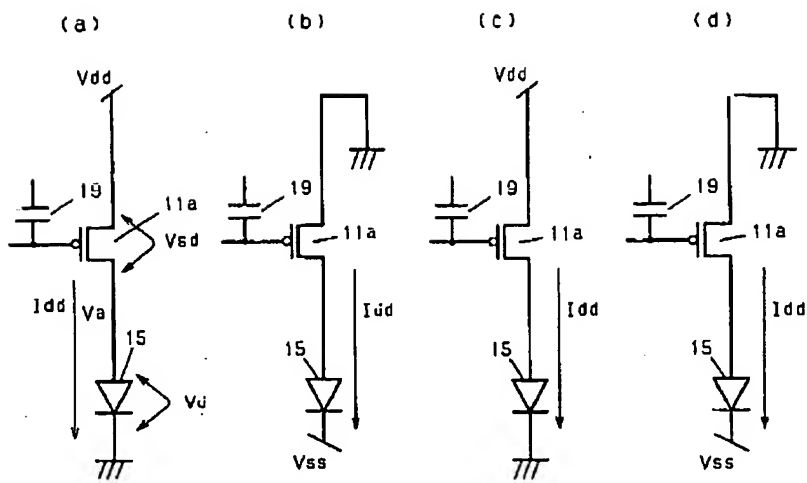 (a) (b) (c) (d)
Vdd Vdd
19 19 19 19
11a 11a 11a 11a
Vsd
Idd Va Idd Idd Idd
15 15 15 15
Vd
Vss Vss